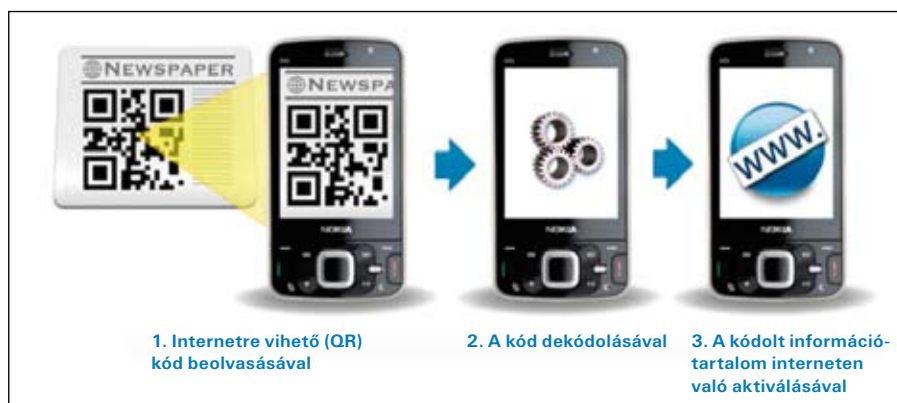 NEWSPAPER
NEWSPA
WWW.
NOKIA
NOKIA
NOKIA
1. Internetre vihető (QR)
kód beolvasásával
2. A kód dekódolásával
3. A kódolt információ-
tartalom interneten
való aktiválásával